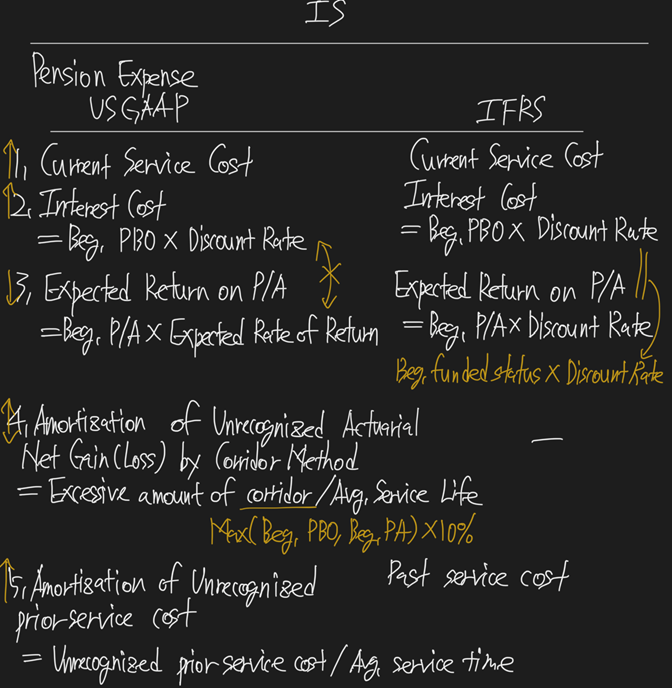 IS
Pension Expense
US GAAP
IFRS
↑1, Current Service Cost
Current Service Cost
↑2, Interest Cost
Interest Cost
= Beg, PBO × Discount Rate
= Beg, PBO × Discount Rate
↓3, Expected Return on P/A
Expected Return on P/A
= Beg, P/A × Expected Rate of Return
= Beg, P/A × Discount Rate
Beg, funded status × Discount Rate
↕4, Amortization of Unrecognized Actuarial
Net Gain (Loss) by Corridor Method
—
= Excessive amount of corridor / Avg, Service Life
Max(Beg, PBO, Beg, PA) × 10%
↑5, Amortization of Unrecognized
prior service cost
Past service cost
= Unrecognized prior service cost / Avg, service time